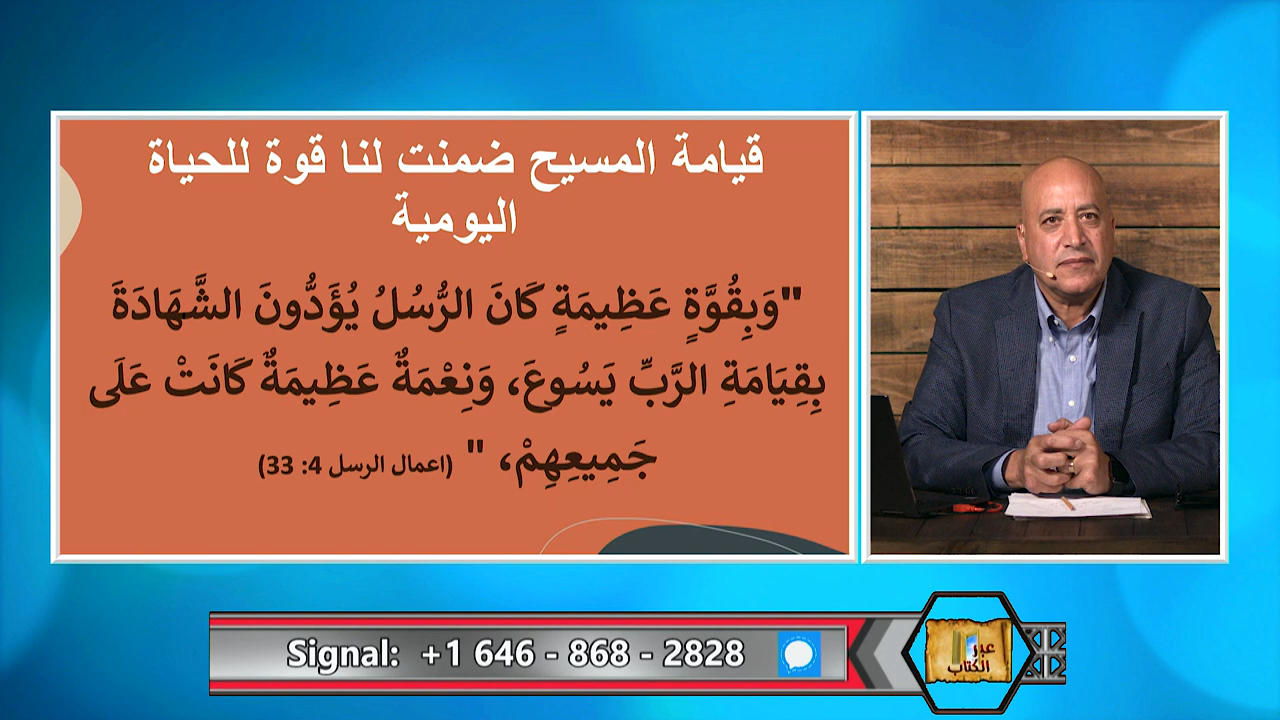 قيامة المسيح ضمنت لنا قوة للحياة
اليومية
"وَبِقُوَّةٍ عَظِيمَةٍ كَانَ الرُّسُلُ يُؤَدُّونَ الشَّهَادَةَ
بِقِيَامَةِ الرَّبِّ يَسُوعَ، وَنِعْمَةٌ عَظِيمَةٌ كَانَتْ عَلَى
جَمِيعِهِمْ، " (اعمال الرسل 4: 33)
Signal: +1 646 - 868 - 2828
عبر
الكتاب